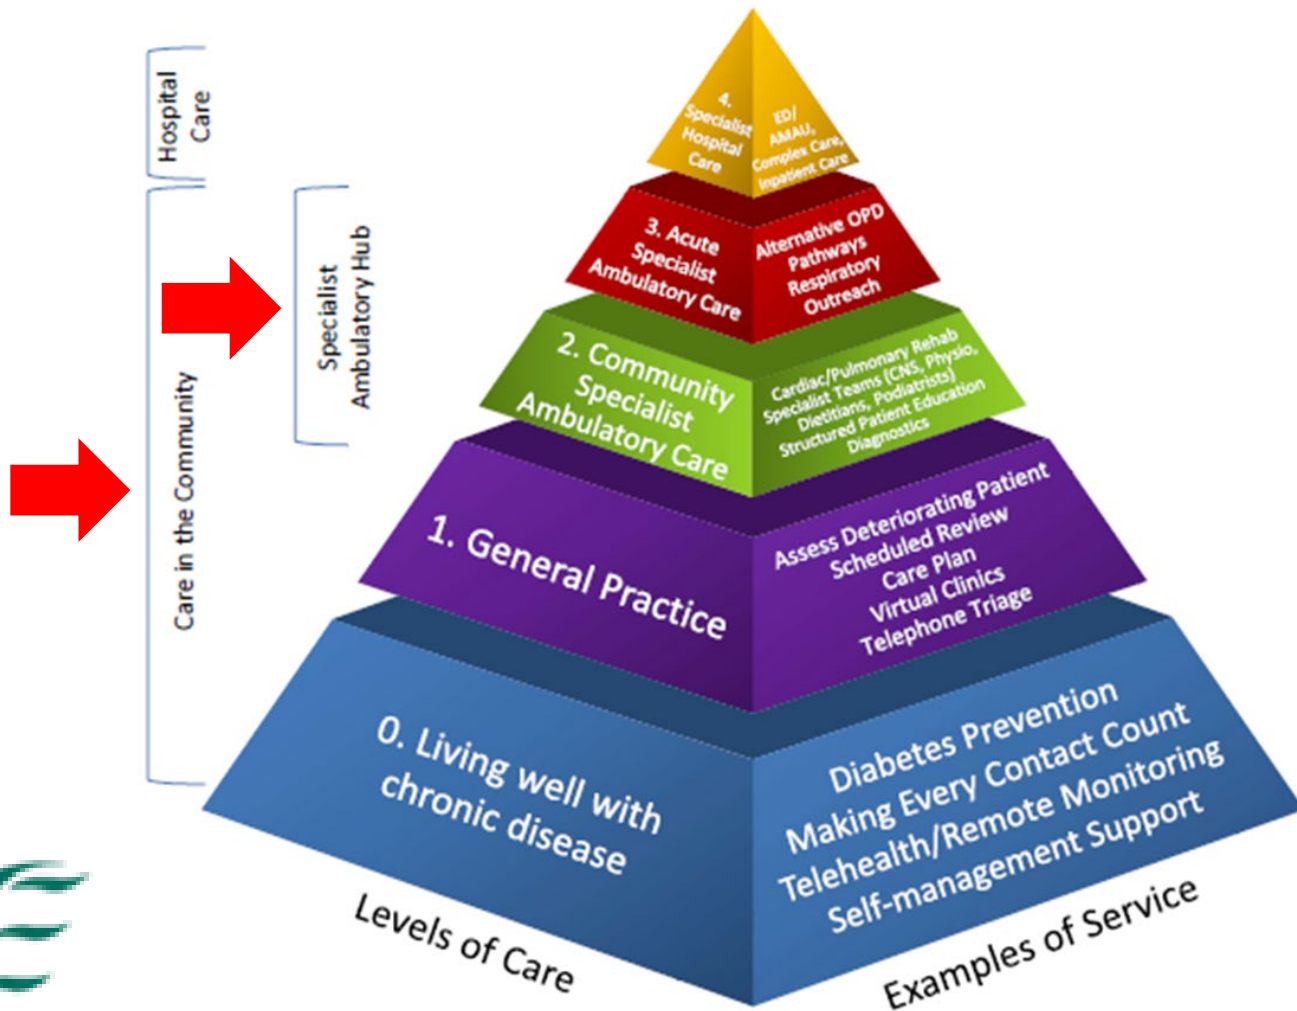 Hospital
Care
Specialist
Ambulatory Hub
Care in the Community
4.
Specialist
Hospital
Care
ED/
AMAU,
Complex Care,
Inpatient Care
3. Acute
Specialist
Ambulatory Care
Alternative OPD
Pathways
Respiratory
Outreach
2. Community
Specialist
Ambulatory Care
Cardiac/Pulmonary Rehab
Specialist Teams (CNS, Physio,
Dietitians, Podiatrists)
Structured Patient Education
Diagnostics
1. General Practice
Assess Deteriorating Patient
Scheduled Review
Care Plan
Virtual Clinics
Telephone Triage
0. Living well with
chronic disease
Diabetes Prevention
Making Every Contact Count
Telehealth/Remote Monitoring
Self-management Support
Levels of Care
Examples of Service